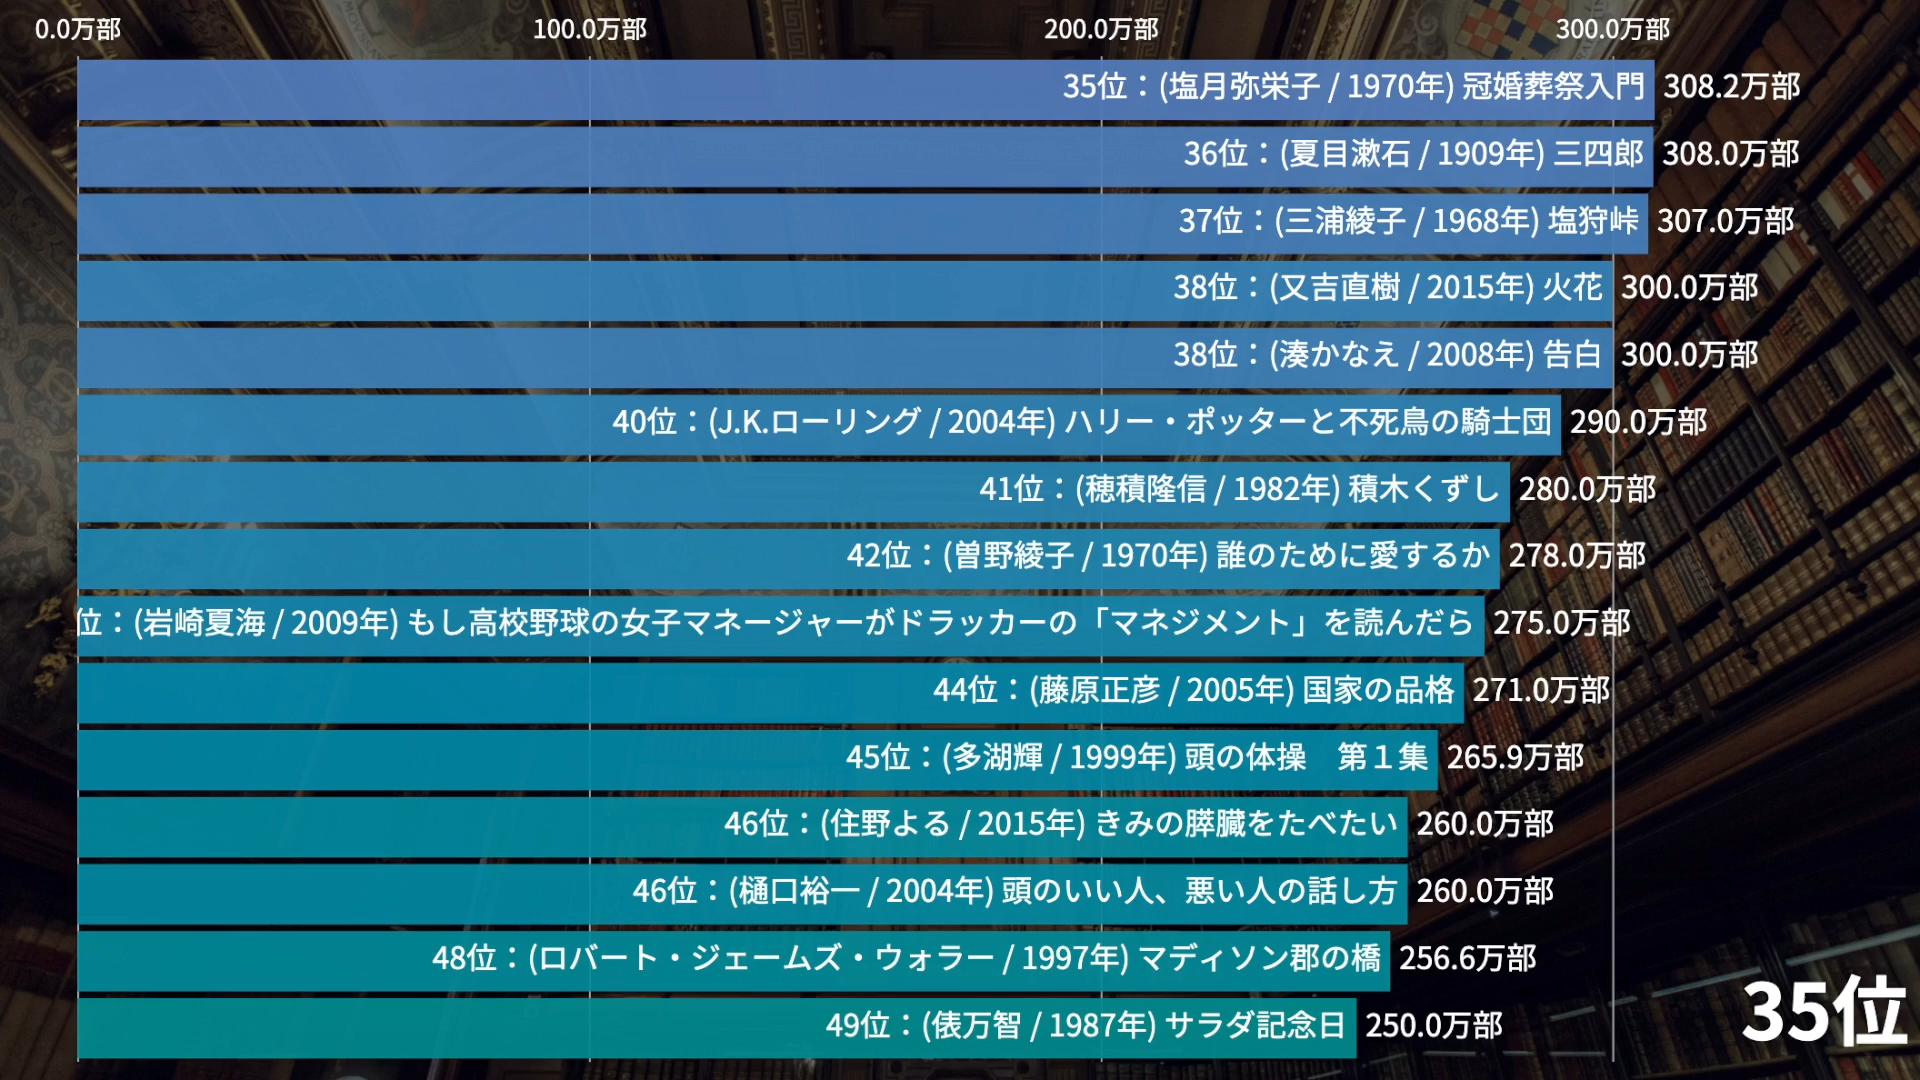 0.0万部 100.0万部 200.0万部 300.0万部
35位：(塩月弥栄子 / 1970年) 冠婚葬祭入門 308.2万部
36位：(夏目漱石 / 1909年) 三四郎 308.0万部
37位：(三浦綾子 / 1968年) 塩狩峠 307.0万部
38位：(又吉直樹 / 2015年) 火花 300.0万部
38位：(湊かなえ / 2008年) 告白 300.0万部
40位：(J.K.ローリング / 2004年) ハリー・ポッターと不死鳥の騎士団 290.0万部
41位：(穂積隆信 / 1982年) 積木くずし 280.0万部
42位：(曽野綾子 / 1970年) 誰のために愛するか 278.0万部
位：(岩崎夏海 / 2009年) もし高校野球の女子マネージャーがドラッカーの「マネジメント」を読んだら 275.0万部
44位：(藤原正彦 / 2005年) 国家の品格 271.0万部
45位：(多湖輝 / 1999年) 頭の体操　第１集 265.9万部
46位：(住野よる / 2015年) きみの膵臓をたべたい 260.0万部
46位：(樋口裕一 / 2004年) 頭のいい人、悪い人の話し方 260.0万部
48位：(ロバート・ジェームズ・ウォラー / 1997年) マディソン郡の橋 256.6万部
49位：(俵万智 / 1987年) サラダ記念日 250.0万部
35位